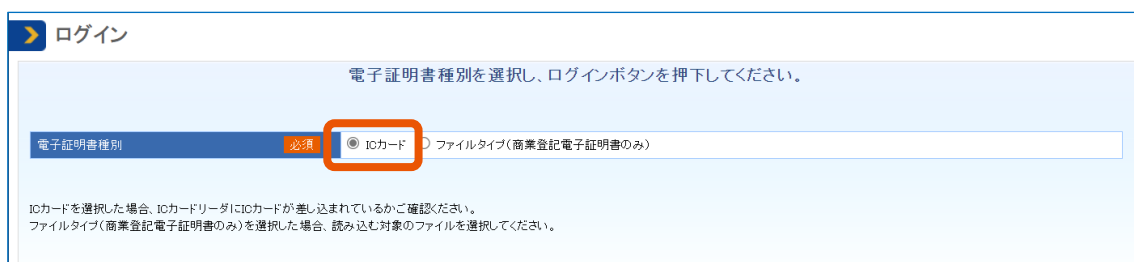 ログイン
電子証明書種別を選択し、ログインボタンを押下してください。
電子証明書種別 必須 ICカード ファイルタイプ(商業登記電子証明書のみ)
ICカードを選択した場合、ICカードリーダにICカードが差し込まれているかご確認ください。
ファイルタイプ(商業登記電子証明書のみ)を選択した場合、読み込む対象のファイルを選択してください。